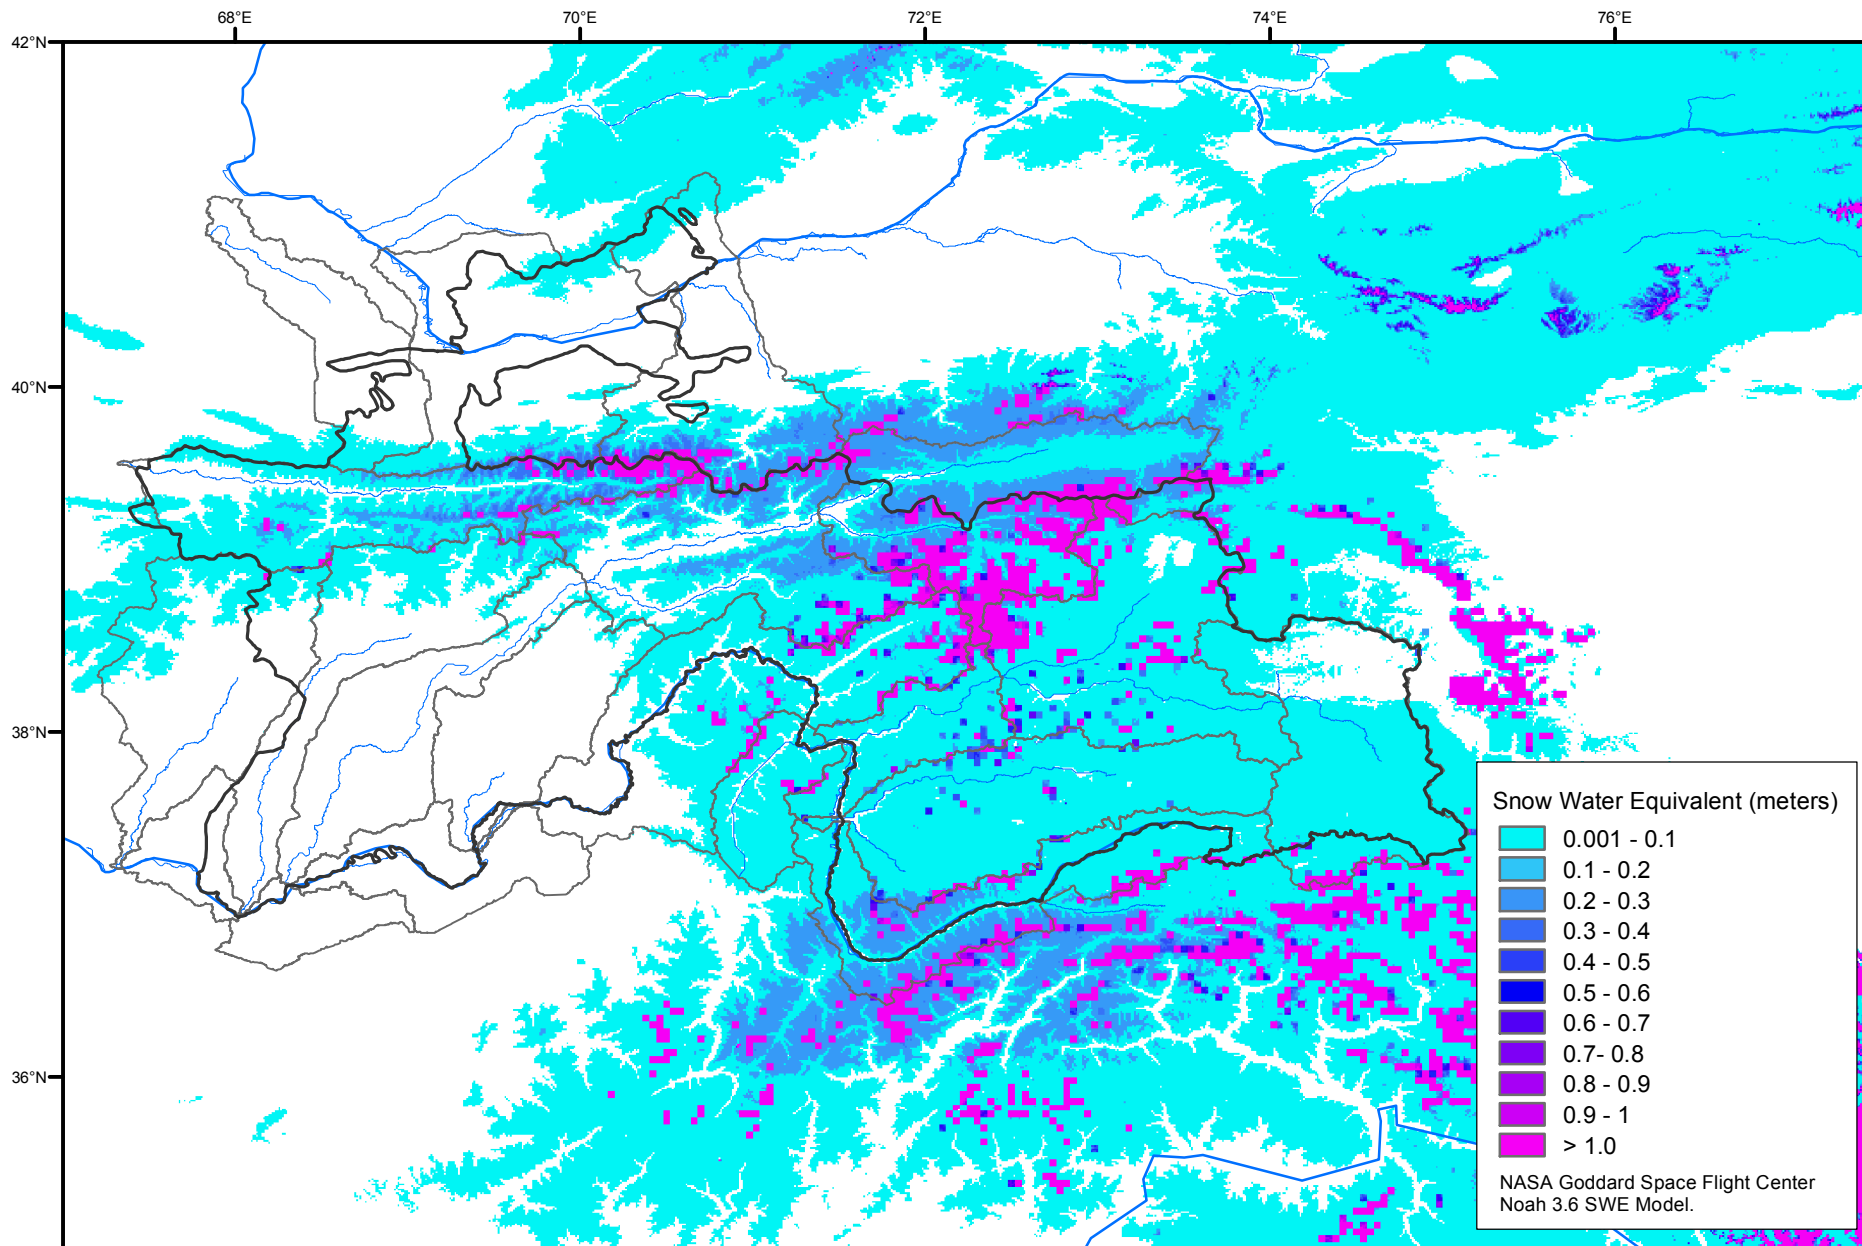 68°E 70°E 72°E 74°E 76°E
42°N
40°N
38°N
36°N
Snow Water Equivalent (meters)
0.001 - 0.1
0.1 - 0.2
0.2 - 0.3
0.3 - 0.4
0.4 - 0.5
0.5 - 0.6
0.6 - 0.7
0.7- 0.8
0.8 - 0.9
0.9 - 1
> 1.0
NASA Goddard Space Flight Center
Noah 3.6 SWE Model.